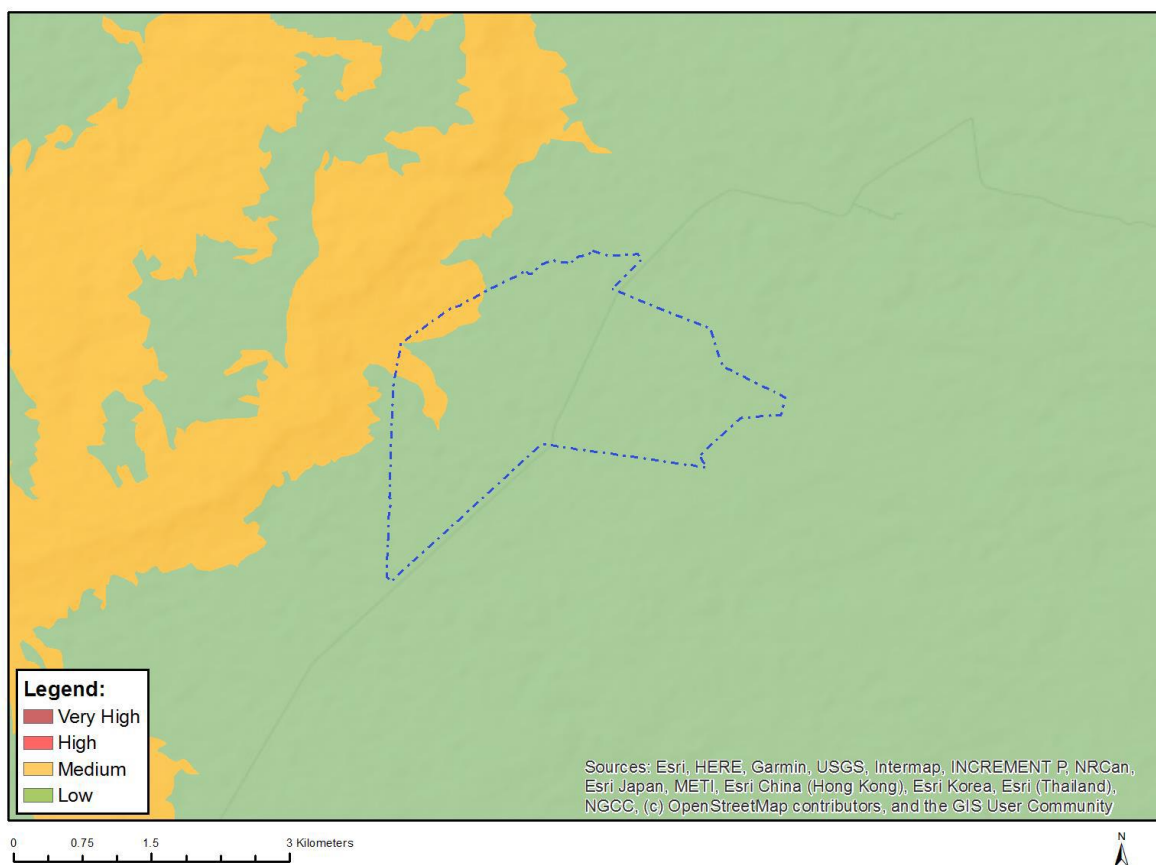 Legend:
Very High
High
Medium
Low
Sources: Esri, HERE, Garmin, USGS, Intermap, INCREMENT P, NRCan,
Esri Japan, METI, Esri China (Hong Kong), Esri Korea, Esri (Thailand),
NGCC, (c) OpenStreetMap contributors, and the GIS User Community
0 0.75 1.5 3 Kilometers
N